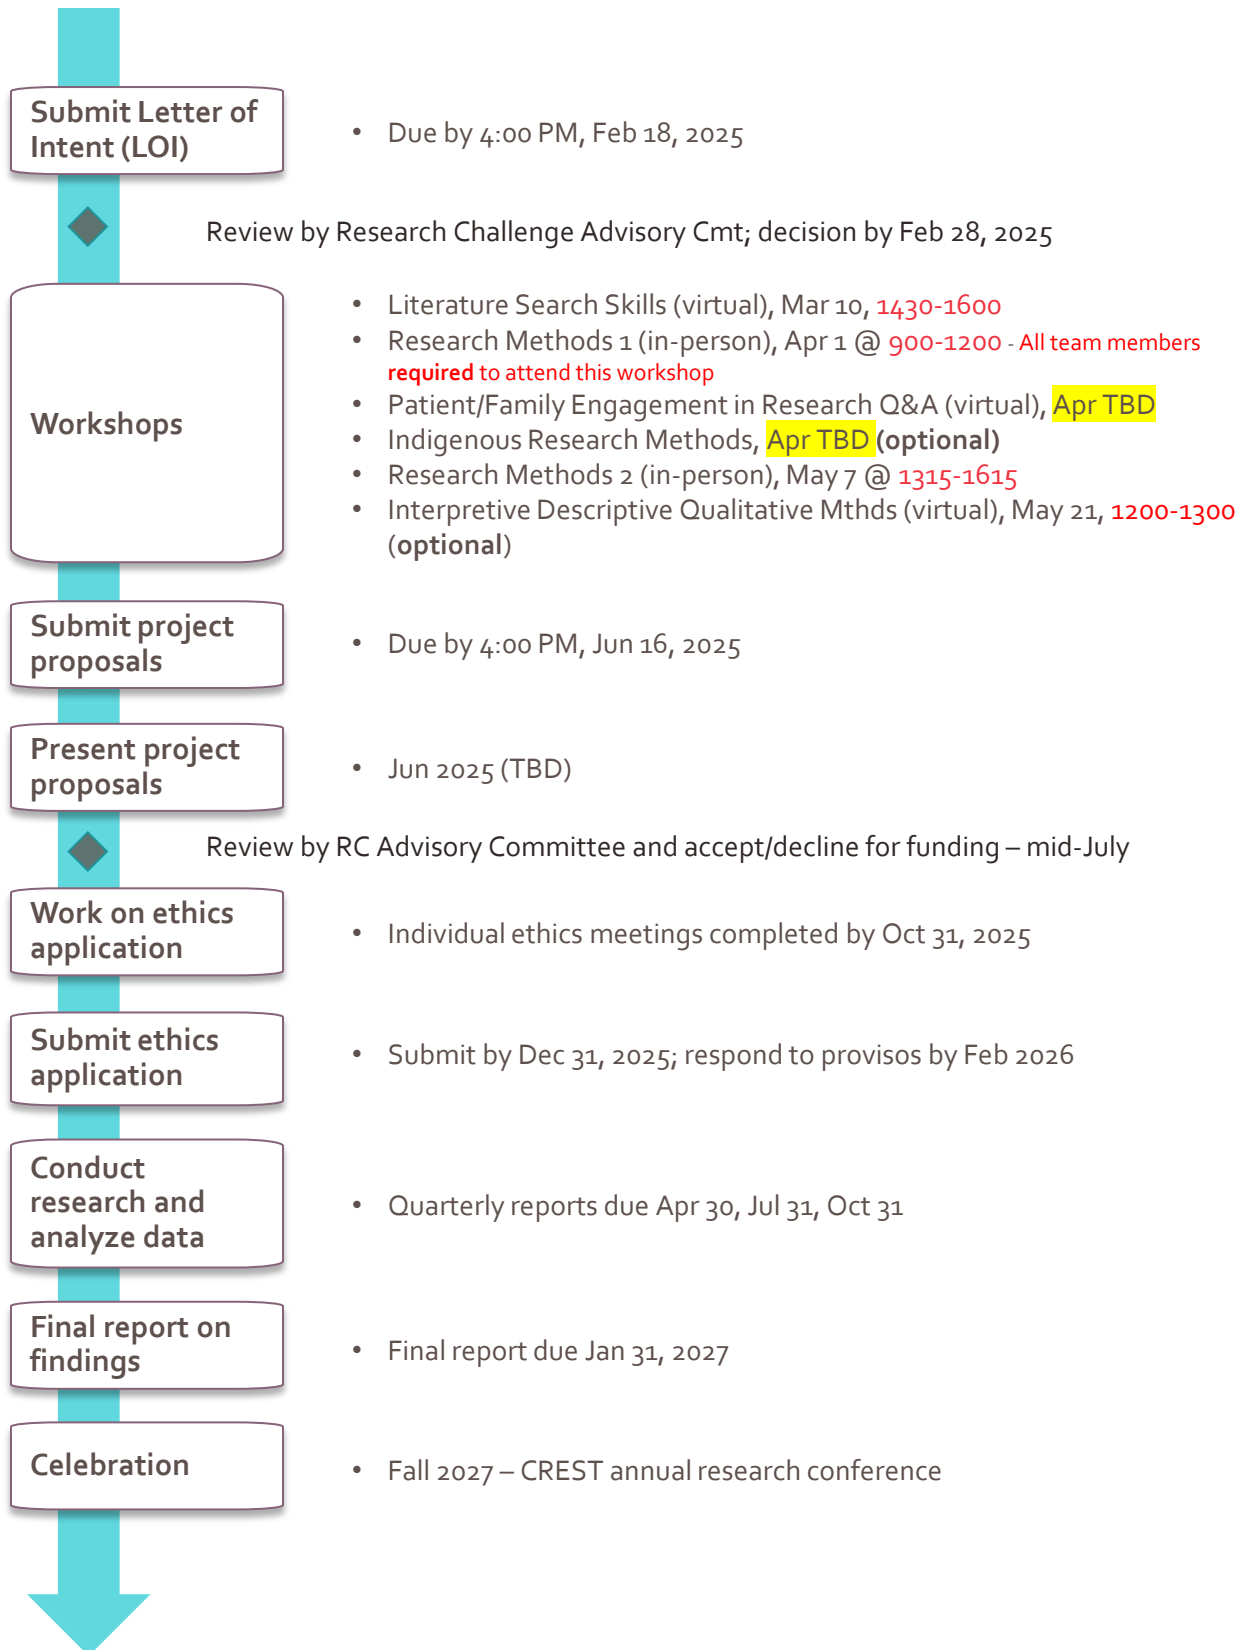 Submit Letter of
Intent (LOI)
• Due by 4:00 PM, Feb 18, 2025
Review by Research Challenge Advisory Cmt; decision by Feb 28, 2025
Workshops
• Literature Search Skills (virtual), Mar 10, 1430-1600
• Research Methods 1 (in-person), Apr 1 @ 900-1200 - All team members
required to attend this workshop
• Patient/Family Engagement in Research Q&A (virtual), Apr TBD
• Indigenous Research Methods, Apr TBD (optional)
• Research Methods 2 (in-person), May 7 @ 1315-1615
• Interpretive Descriptive Qualitative Mthds (virtual), May 21, 1200-1300
(optional)
Submit project
proposals
• Due by 4:00 PM, Jun 16, 2025
Present project
proposals
• Jun 2025 (TBD)
Review by RC Advisory Committee and accept/decline for funding – mid-July
Work on ethics
application
• Individual ethics meetings completed by Oct 31, 2025
Submit ethics
application
• Submit by Dec 31, 2025; respond to provisos by Feb 2026
Conduct
research and
analyze data
• Quarterly reports due Apr 30, Jul 31, Oct 31
Final report on
findings
• Final report due Jan 31, 2027
Celebration
• Fall 2027 – CREST annual research conference